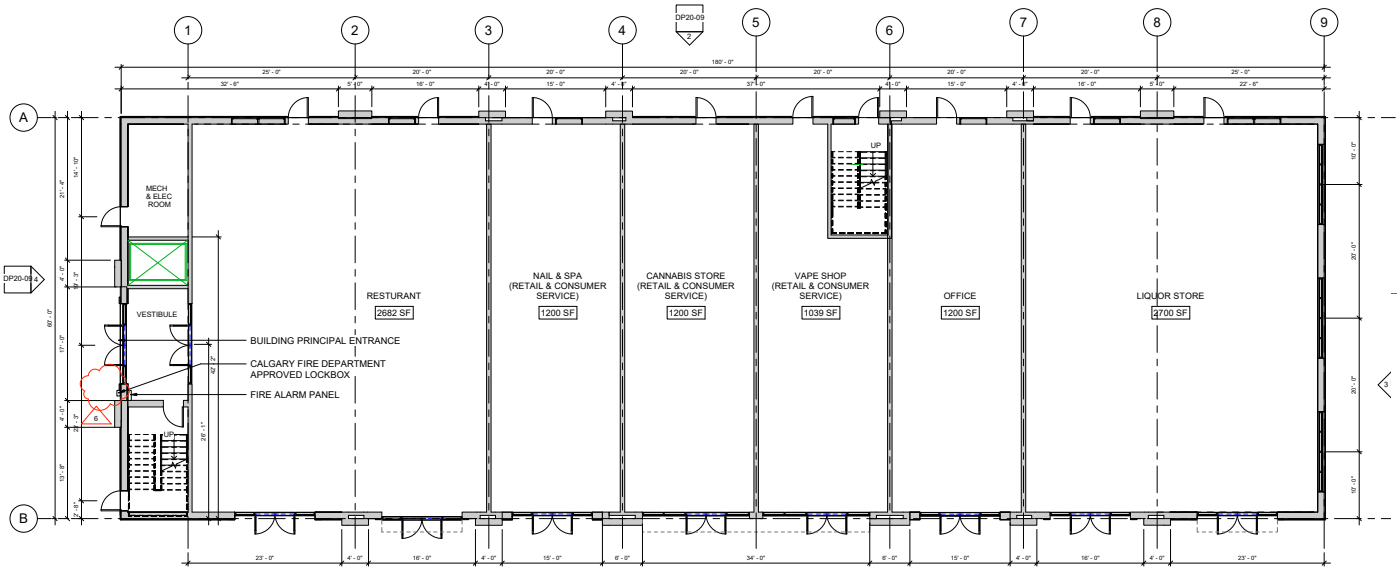 DP20-09
2
1
2
3
4
5
6
7
8
9
180' - 0"
25' - 0"
20' - 0"
20' - 0"
20' - 0"
20' - 0"
20' - 0"
20' - 0"
25' - 0"
32' - 6"
5' - 0"
16' - 0"
4' - 0"
15' - 0"
4' - 0"
37' - 0"
4' - 0"
15' - 0"
4' - 0"
16' - 0"
5' - 0"
22' - 6"
A
B
DP20-09
4
3
60' - 0"
21' - 4"
4' - 0"
17' - 0"
4' - 0"
13' - 8"
14' - 10"
2' - 8"
42' - 2"
26' - 1"
10' - 0"
20' - 0"
20' - 0"
10' - 0"
MECH
& ELEC
ROOM
VESTIBULE
UP
UP
6
RESTURANT
2682 SF
NAIL & SPA
(RETAIL & CONSUMER
SERVICE)
1200 SF
CANNABIS STORE
(RETAIL & CONSUMER
SERVICE)
1200 SF
VAPE SHOP
(RETAIL & CONSUMER
SERVICE)
1039 SF
OFFICE
1200 SF
LIQUOR STORE
2700 SF
BUILDING PRINCIPAL ENTRANCE
CALGARY FIRE DEPARTMENT
APPROVED LOCKBOX
FIRE ALARM PANEL
23' - 0"
4' - 0"
16' - 0"
4' - 0"
15' - 0"
6' - 0"
34' - 0"
8' - 0"
15' - 0"
4' - 0"
16' - 0"
4' - 0"
23' - 0"